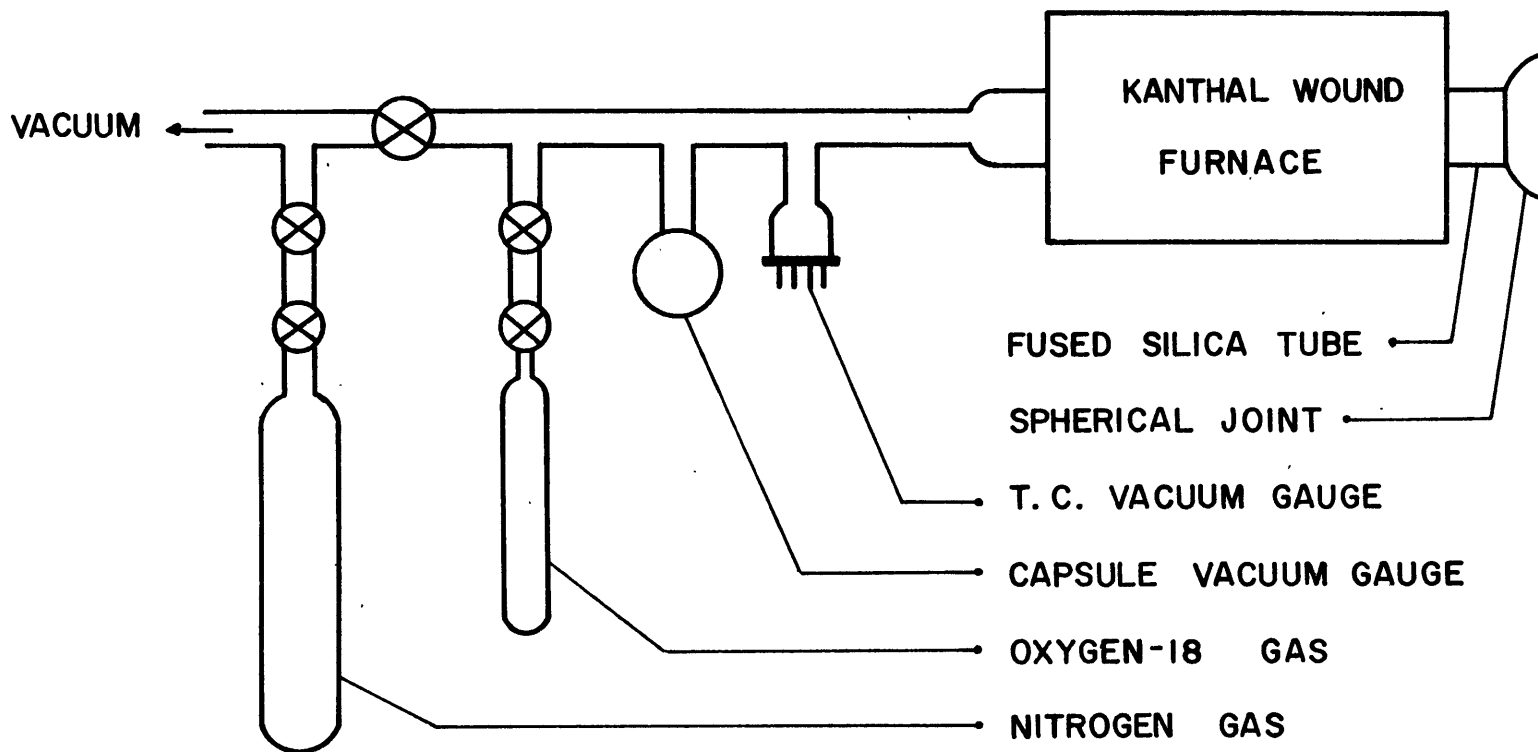 KANTHAL WOUND
FURNACE
VACUUM
FUSED SILICA TUBE
SPHERICAL JOINT
T.C. VACUUM GAUGE
CAPSULE VACUUM GAUGE
OXYGEN-18 GAS
NITROGEN GAS